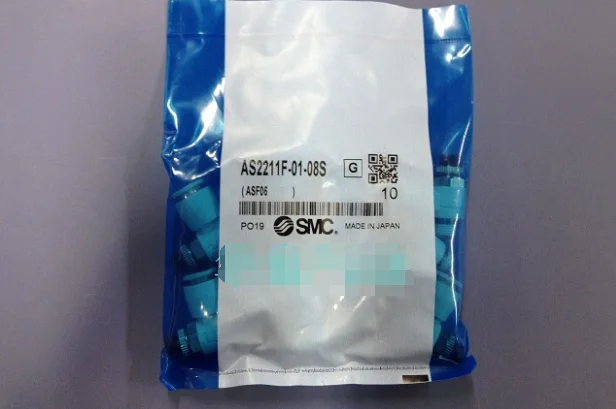 AS2211F-01-08S G
(ASF06 )
10
PO19 SMC. MADE IN JAPAN